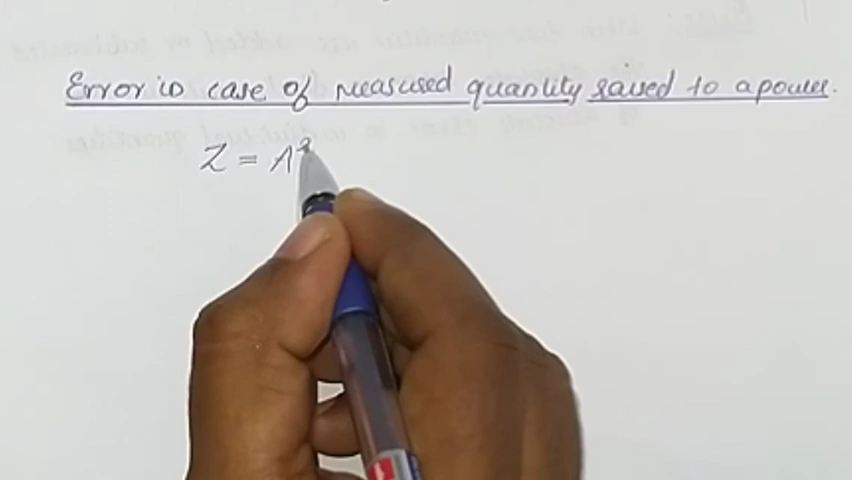 Error in case of measured quantity raised to a power.
Z = A²